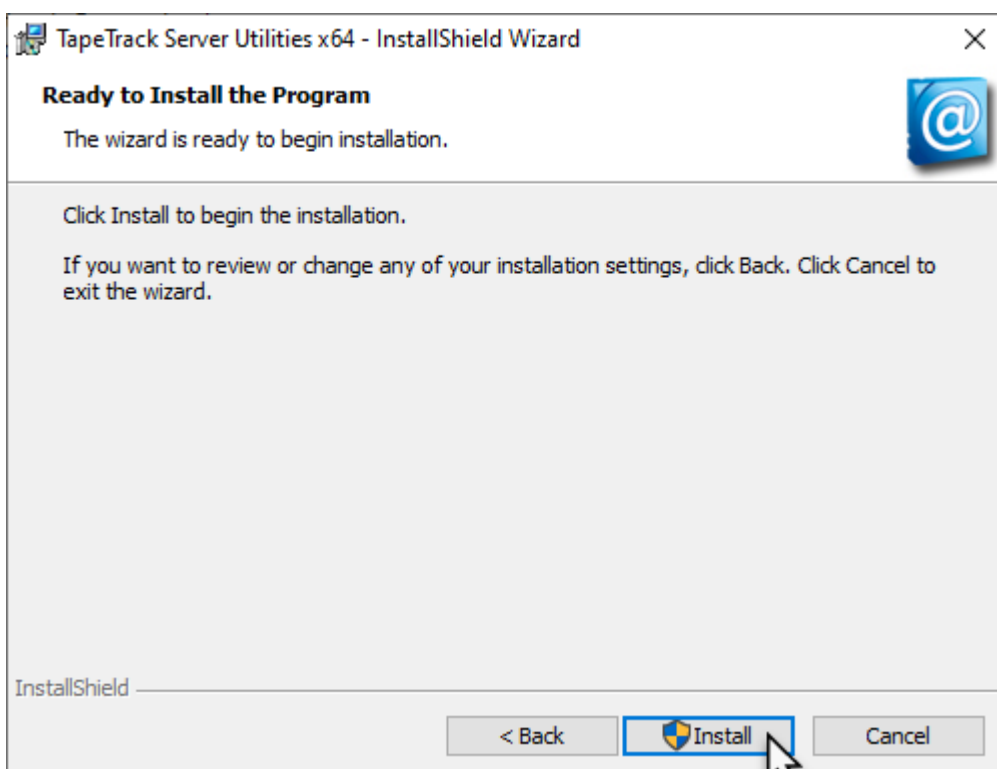 TapeTrack Server Utilities x64 - InstallShield Wizard
Ready to Install the Program
The wizard is ready to begin installation.
Click Install to begin the installation.
If you want to review or change any of your installation settings, click Back. Click Cancel to
exit the wizard.
InstallShield
< Back
Install
Cancel